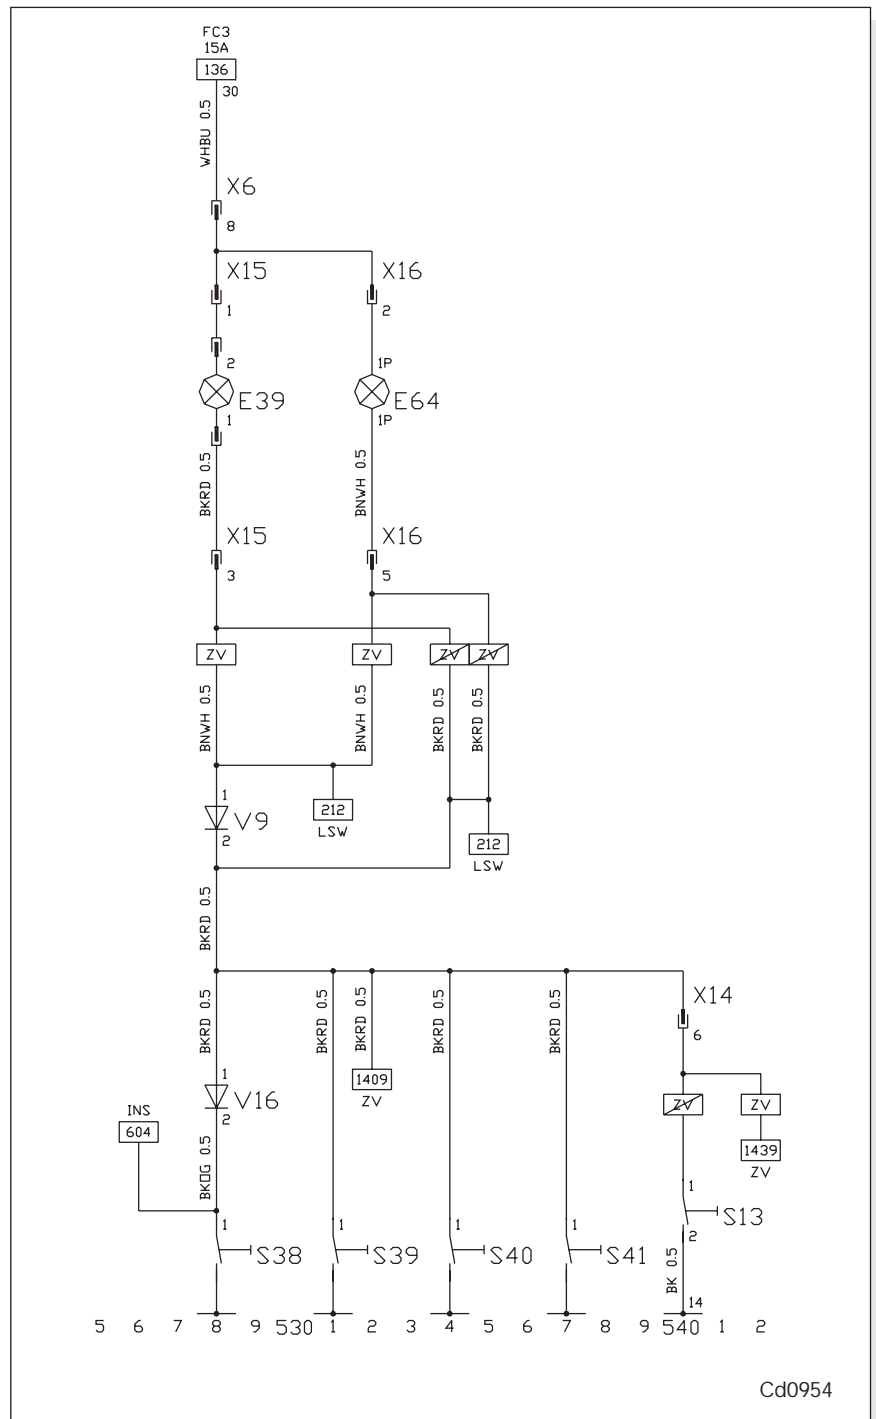 FC3
15A
136
30
WHBU 0.5
X6
8
X15 X16
1 2
2 1P
E39 E64
1 1P
BKRD 0.5 BNWH 0.5
X15 X16
3 5
ZV ZV ZV ZV
BNWH 0.5 BNWH 0.5 BKRD 0.5 BKRD 0.5
1
V9 212
2 LSW
212
LSW
BKRD 0.5
BKRD 0.5 BKRD 0.5 BKRD 0.5 BKRD 0.5 BKRD 0.5
X14
6
1
V16 1409
2 ZV
ZV ZV
INS
604
1439
ZV
BKOG 0.5
1
S13
2
1 1 1 1
S38 S39 S40 S41
BK 0.5
14
5 6 7 8 9 530 1 2 3 4 5 6 7 8 9 540 1 2
Cd0954